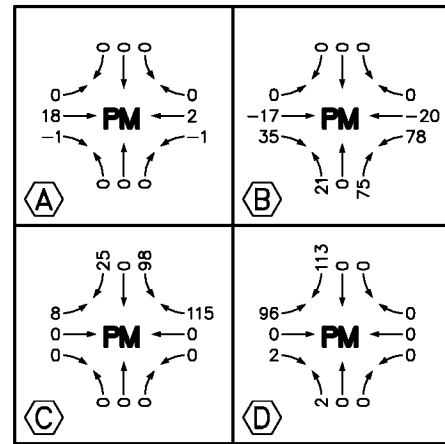 0 0 0
0 0
18 PM 2
-1 -1
0 0 0
A
0 0 0
0 0
-17 PM -20
35 78
21 0 75
B
25 0 98
8 115
0 PM 0
0 0
0 0 0
C
113 0 0
96 0
0 PM 0
2 0
2 0 0
D